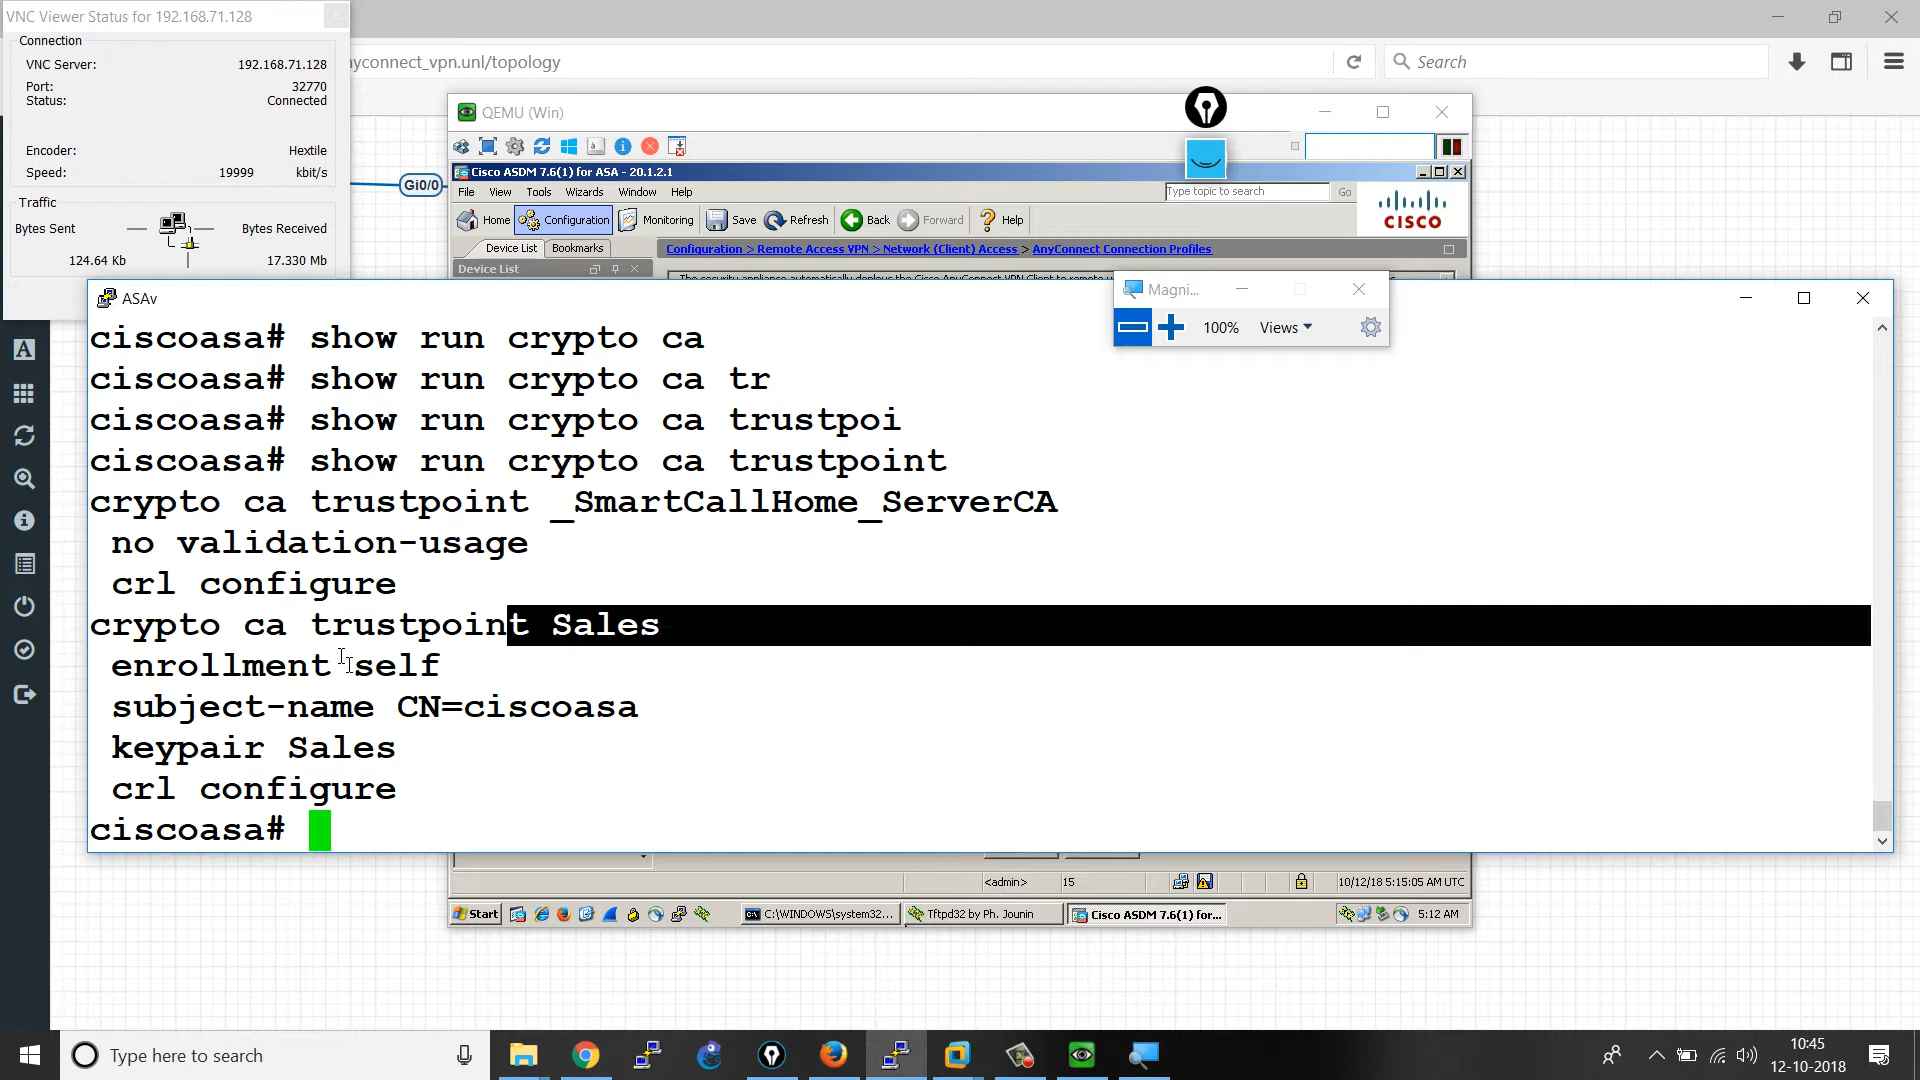 VNC Viewer Status for 192.168.71.128
Connection
VNC Server: 192.168.71.128
Port: 32770
Status: Connected
Encoder: Hextile
Speed: 19999 kbit/s
Traffic
Bytes Sent Bytes Received
124.64 Kb 17.330 Mb
nyconnect_vpn.unl/topology
Search
Gi0/0
QEMU (Win)
Cisco ASDM 7.6(1) for ASA - 20.1.2.1
File View Tools Wizards Window Help
Type topic to search Go
CISCO
Home Configuration Monitoring Save Refresh Back Forward Help
Device List Bookmarks
Configuration > Remote Access VPN > Network (Client) Access > AnyConnect Connection Profiles
Device List
Magni...
100% Views
ASAv
ciscoasa# show run crypto ca
ciscoasa# show run crypto ca tr
ciscoasa# show run crypto ca trustpoi
ciscoasa# show run crypto ca trustpoint
crypto ca trustpoint _SmartCallHome_ServerCA
no validation-usage
crl configure
crypto ca trustpoint Sales
enrollment self
subject-name CN=ciscoasa
keypair Sales
crl configure
ciscoasa#
<admin> 15 10/12/18 5:15:05 AM UTC
Start C:\WINDOWS\system32... Tftpd32 by Ph. Jounin Cisco ASDM 7.6(1) for... 5:12 AM
Type here to search
10:45
12-10-2018